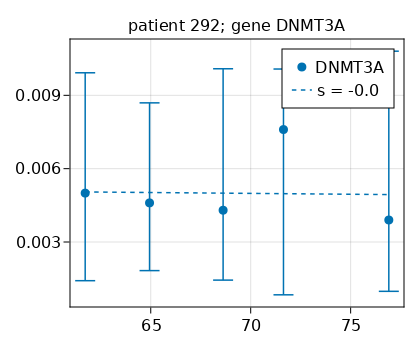 patient 292; gene DNMT3A
DNMT3A
s = -0.0
0.009
0.006
0.003
65 70 75